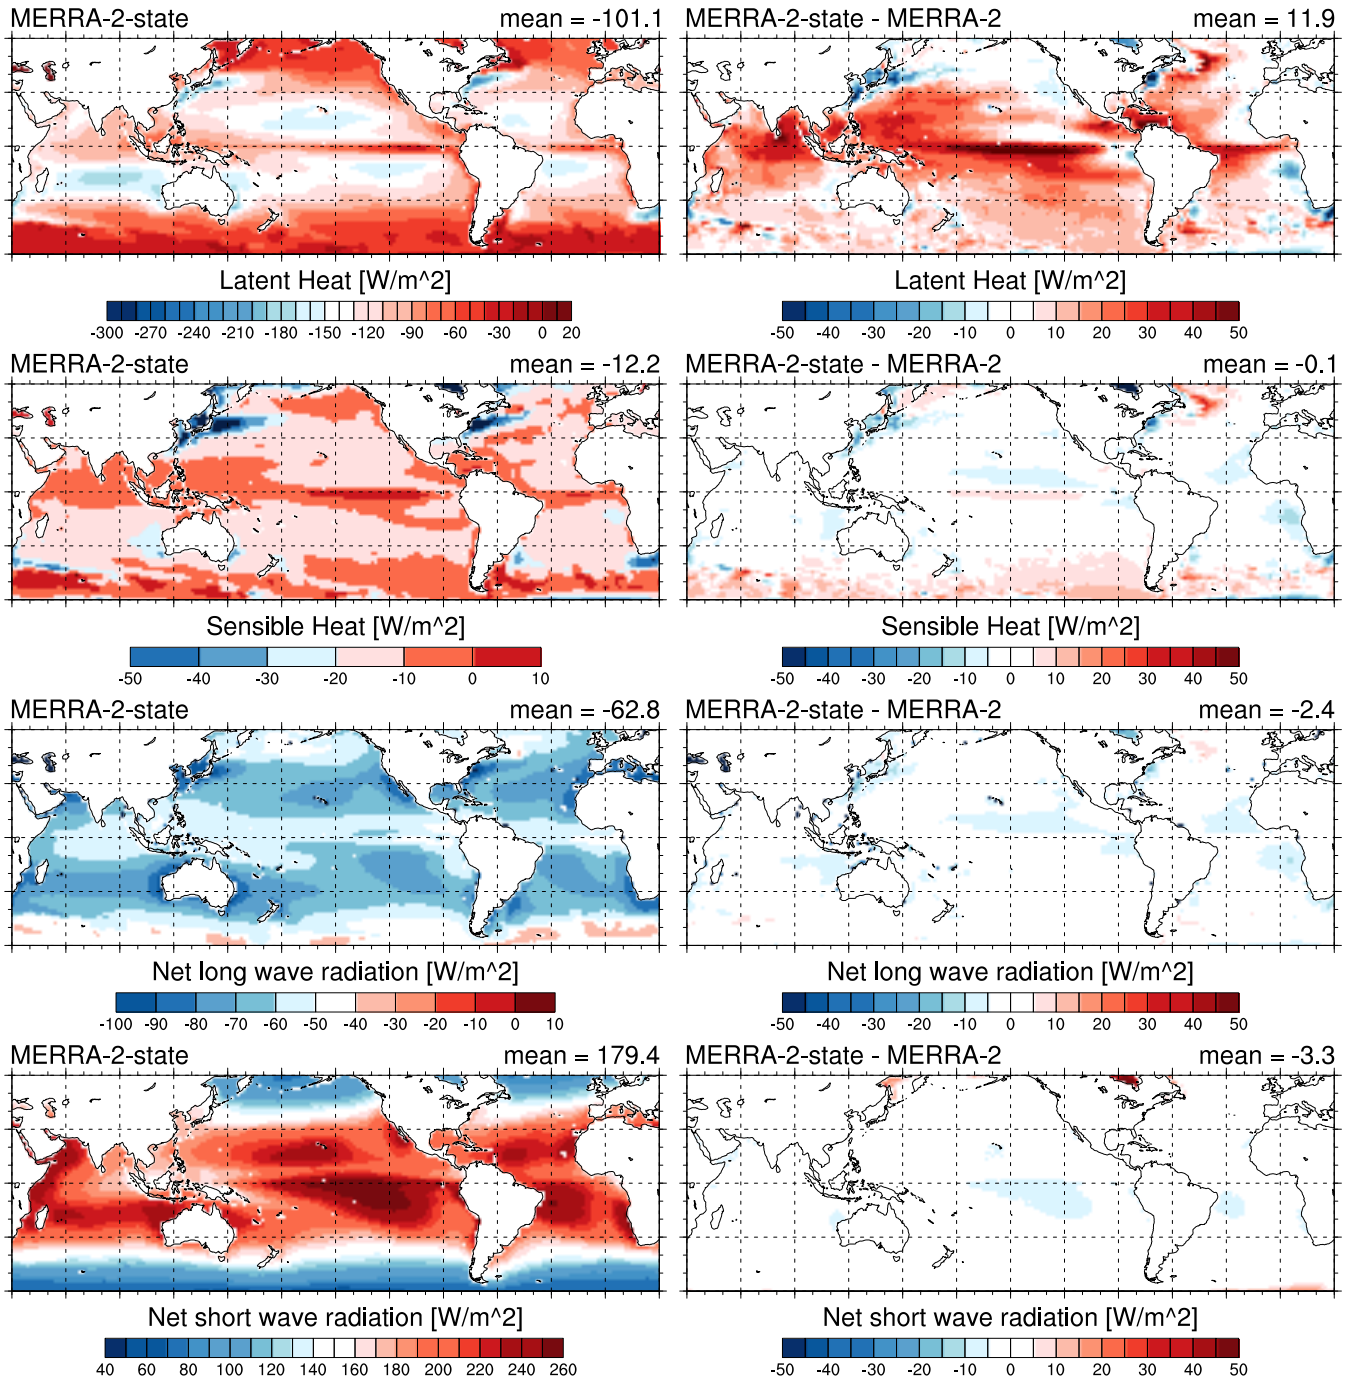 MERRA-2-state mean = -101.1
MERRA-2-state - MERRA-2 mean = 11.9
Latent Heat [W/m^2]
-300 -270 -240 -210 -180 -150 -120 -90 -60 -30 0 20
Latent Heat [W/m^2]
-50 -40 -30 -20 -10 0 10 20 30 40 50
MERRA-2-state mean = -12.2
MERRA-2-state - MERRA-2 mean = -0.1
Sensible Heat [W/m^2]
-50 -40 -30 -20 -10 0 10
Sensible Heat [W/m^2]
-50 -40 -30 -20 -10 0 10 20 30 40 50
MERRA-2-state mean = -62.8
MERRA-2-state - MERRA-2 mean = -2.4
Net long wave radiation [W/m^2]
-100 -90 -80 -70 -60 -50 -40 -30 -20 -10 0 10
Net long wave radiation [W/m^2]
-50 -40 -30 -20 -10 0 10 20 30 40 50
MERRA-2-state mean = 179.4
MERRA-2-state - MERRA-2 mean = -3.3
Net short wave radiation [W/m^2]
40 60 80 100 120 140 160 180 200 220 240 260
Net short wave radiation [W/m^2]
-50 -40 -30 -20 -10 0 10 20 30 40 50